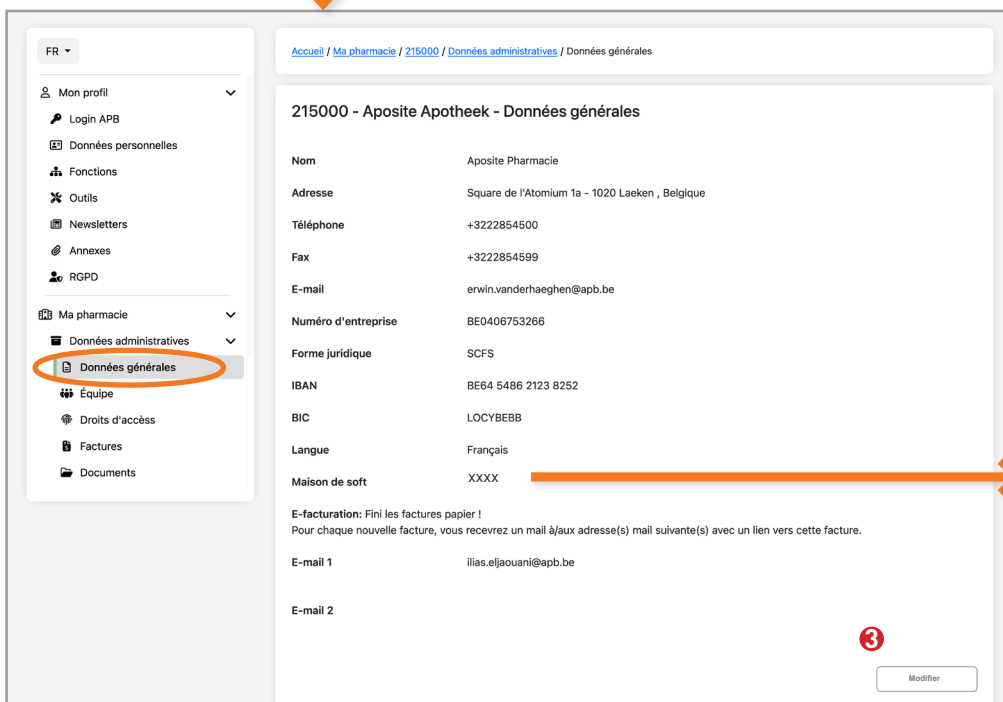 FR
Mon profil
Login APB
Données personnelles
Fonctions
Outils
Newsletters
Annexes
RGPD
Ma pharmacie
Données administratives
Données générales
Équipe
Droits d'accèss
Factures
Documents
Accueil / Ma pharmacie / 215000 / Données administratives / Données générales
215000 - Aposite Apotheek - Données générales
Nom Aposite Pharmacie
Adresse Square de l'Atomium 1a - 1020 Laeken , Belgique
Téléphone +3222854500
Fax +3222854599
E-mail erwin.vanderhaeghen@apb.be
Numéro d'entreprise BE0406753266
Forme juridique SCFS
IBAN BE64 5486 2123 8252
BIC LOCYBEBB
Langue Français
Maison de soft XXXX
E-facturation: Fini les factures papier !
Pour chaque nouvelle facture, vous recevrez un mail à/aux adresse(s) mail suivante(s) avec un lien vers cette facture.
E-mail 1 ilias.eljaouani@apb.be
E-mail 2
3
Modifier